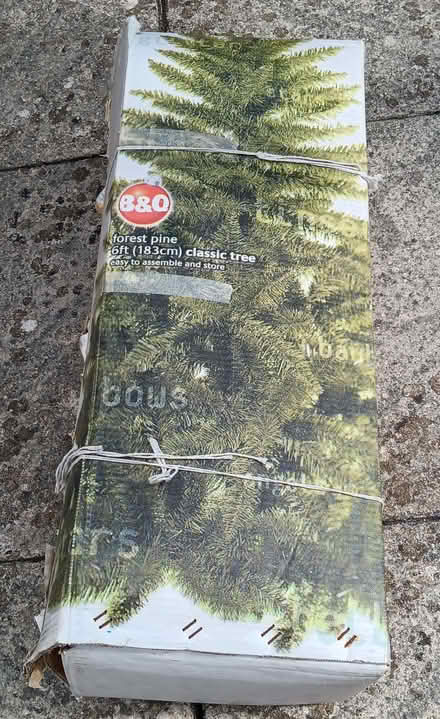 B&Q
forest pine
6ft (183cm) classic tree
easy to assemble and store
bows